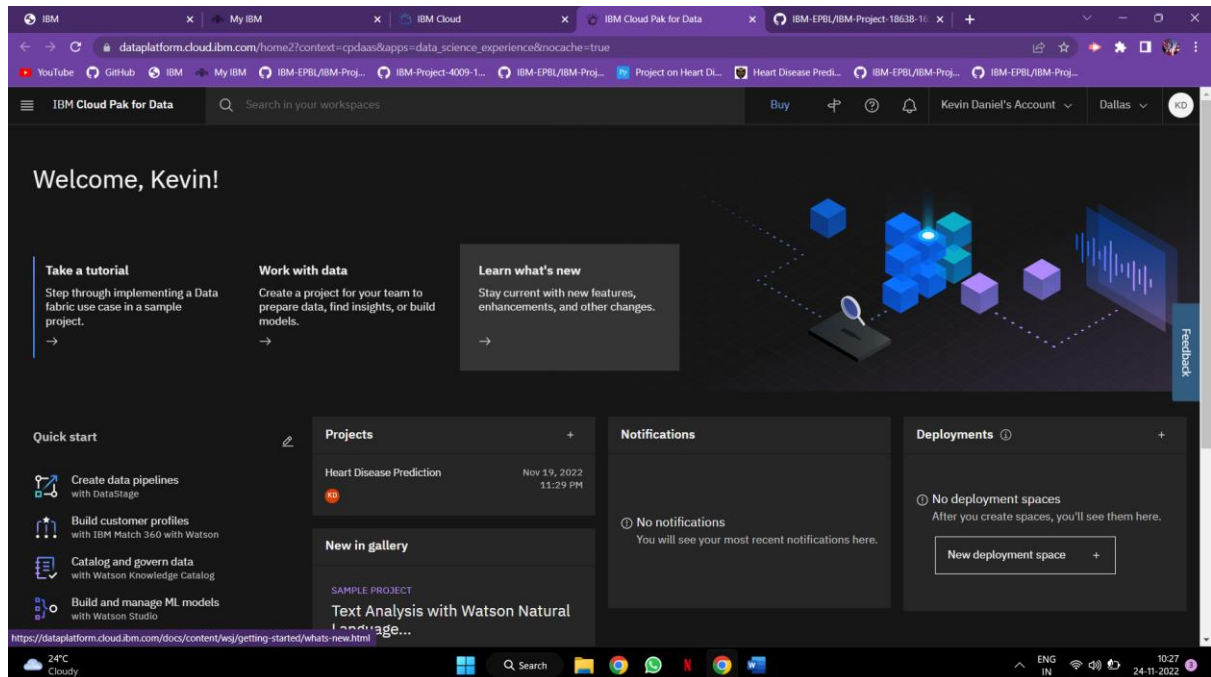 IBM
My IBM
IBM Cloud
IBM Cloud Pak for Data
IBM-EPBL/IBM-Project-18638-16
dataplatform.cloud.ibm.com/home2?context=cpdaas&apps=data_science_experience&nocache=true
YouTube GitHub IBM My IBM IBM-EPBL/IBM-Proj... IBM-Project-4009-1... IBM-EPBL/IBM-Proj... Project on Heart Di... Heart Disease Predi... IBM-EPBL/IBM-Proj... IBM-EPBL/IBM-Proj...
IBM Cloud Pak for Data Search in your workspaces Buy Kevin Daniel's Account Dallas KD
Welcome, Kevin!
Take a tutorial
Step through implementing a Data
fabric use case in a sample
project.
Work with data
Create a project for your team to
prepare data, find insights, or build
models.
Learn what's new
Stay current with new features,
enhancements, and other changes.
Feedback
Quick start
Create data pipelines
with DataStage
Build customer profiles
with IBM Match 360 with Watson
Catalog and govern data
with Watson Knowledge Catalog
Build and manage ML models
with Watson Studio
Projects +
Heart Disease Prediction Nov 19, 2022
11:29 PM
KD
New in gallery
SAMPLE PROJECT
Text Analysis with Watson Natural
Language...
Notifications
No notifications
You will see your most recent notifications here.
Deployments +
No deployment spaces
After you create spaces, you'll see them here.
New deployment space +
https://dataplatform.cloud.ibm.com/docs/content/wsj/getting-started/whats-new.html
24°C
Cloudy
Search
ENG
IN
10:27
24-11-2022
3